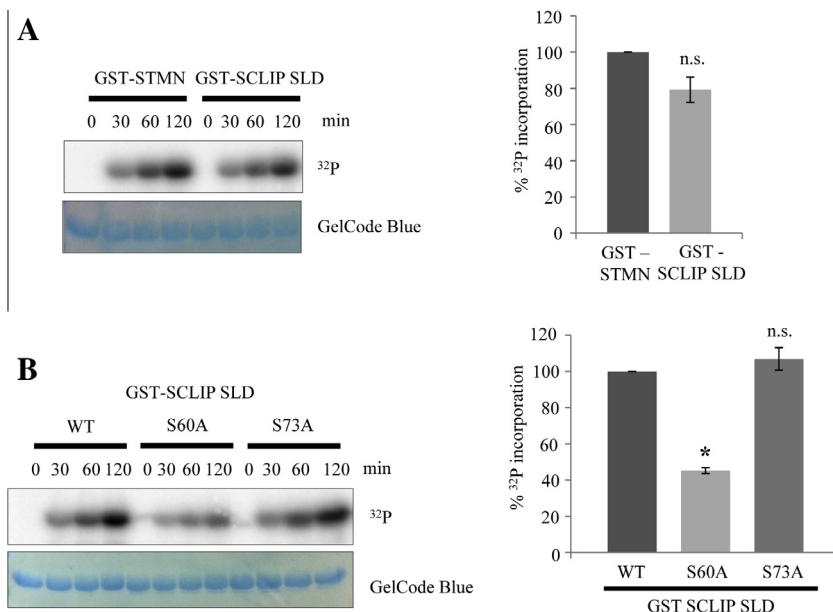 A
GST-STMN GST-SCLIP SLD
0 30 60 120 0 30 60 120 min
32P
GelCode Blue
% 32P incorporation
120
100
80
60
40
20
0
n.s.
GST –
STMN
GST -
SCLIP SLD
B
GST-SCLIP SLD
WT S60A S73A
0 30 60 120 0 30 60 120 0 30 60 120 min
32P
GelCode Blue
% 32P incorporation
120
100
80
60
40
20
0
*
n.s.
WT S60A S73A
GST SCLIP SLD